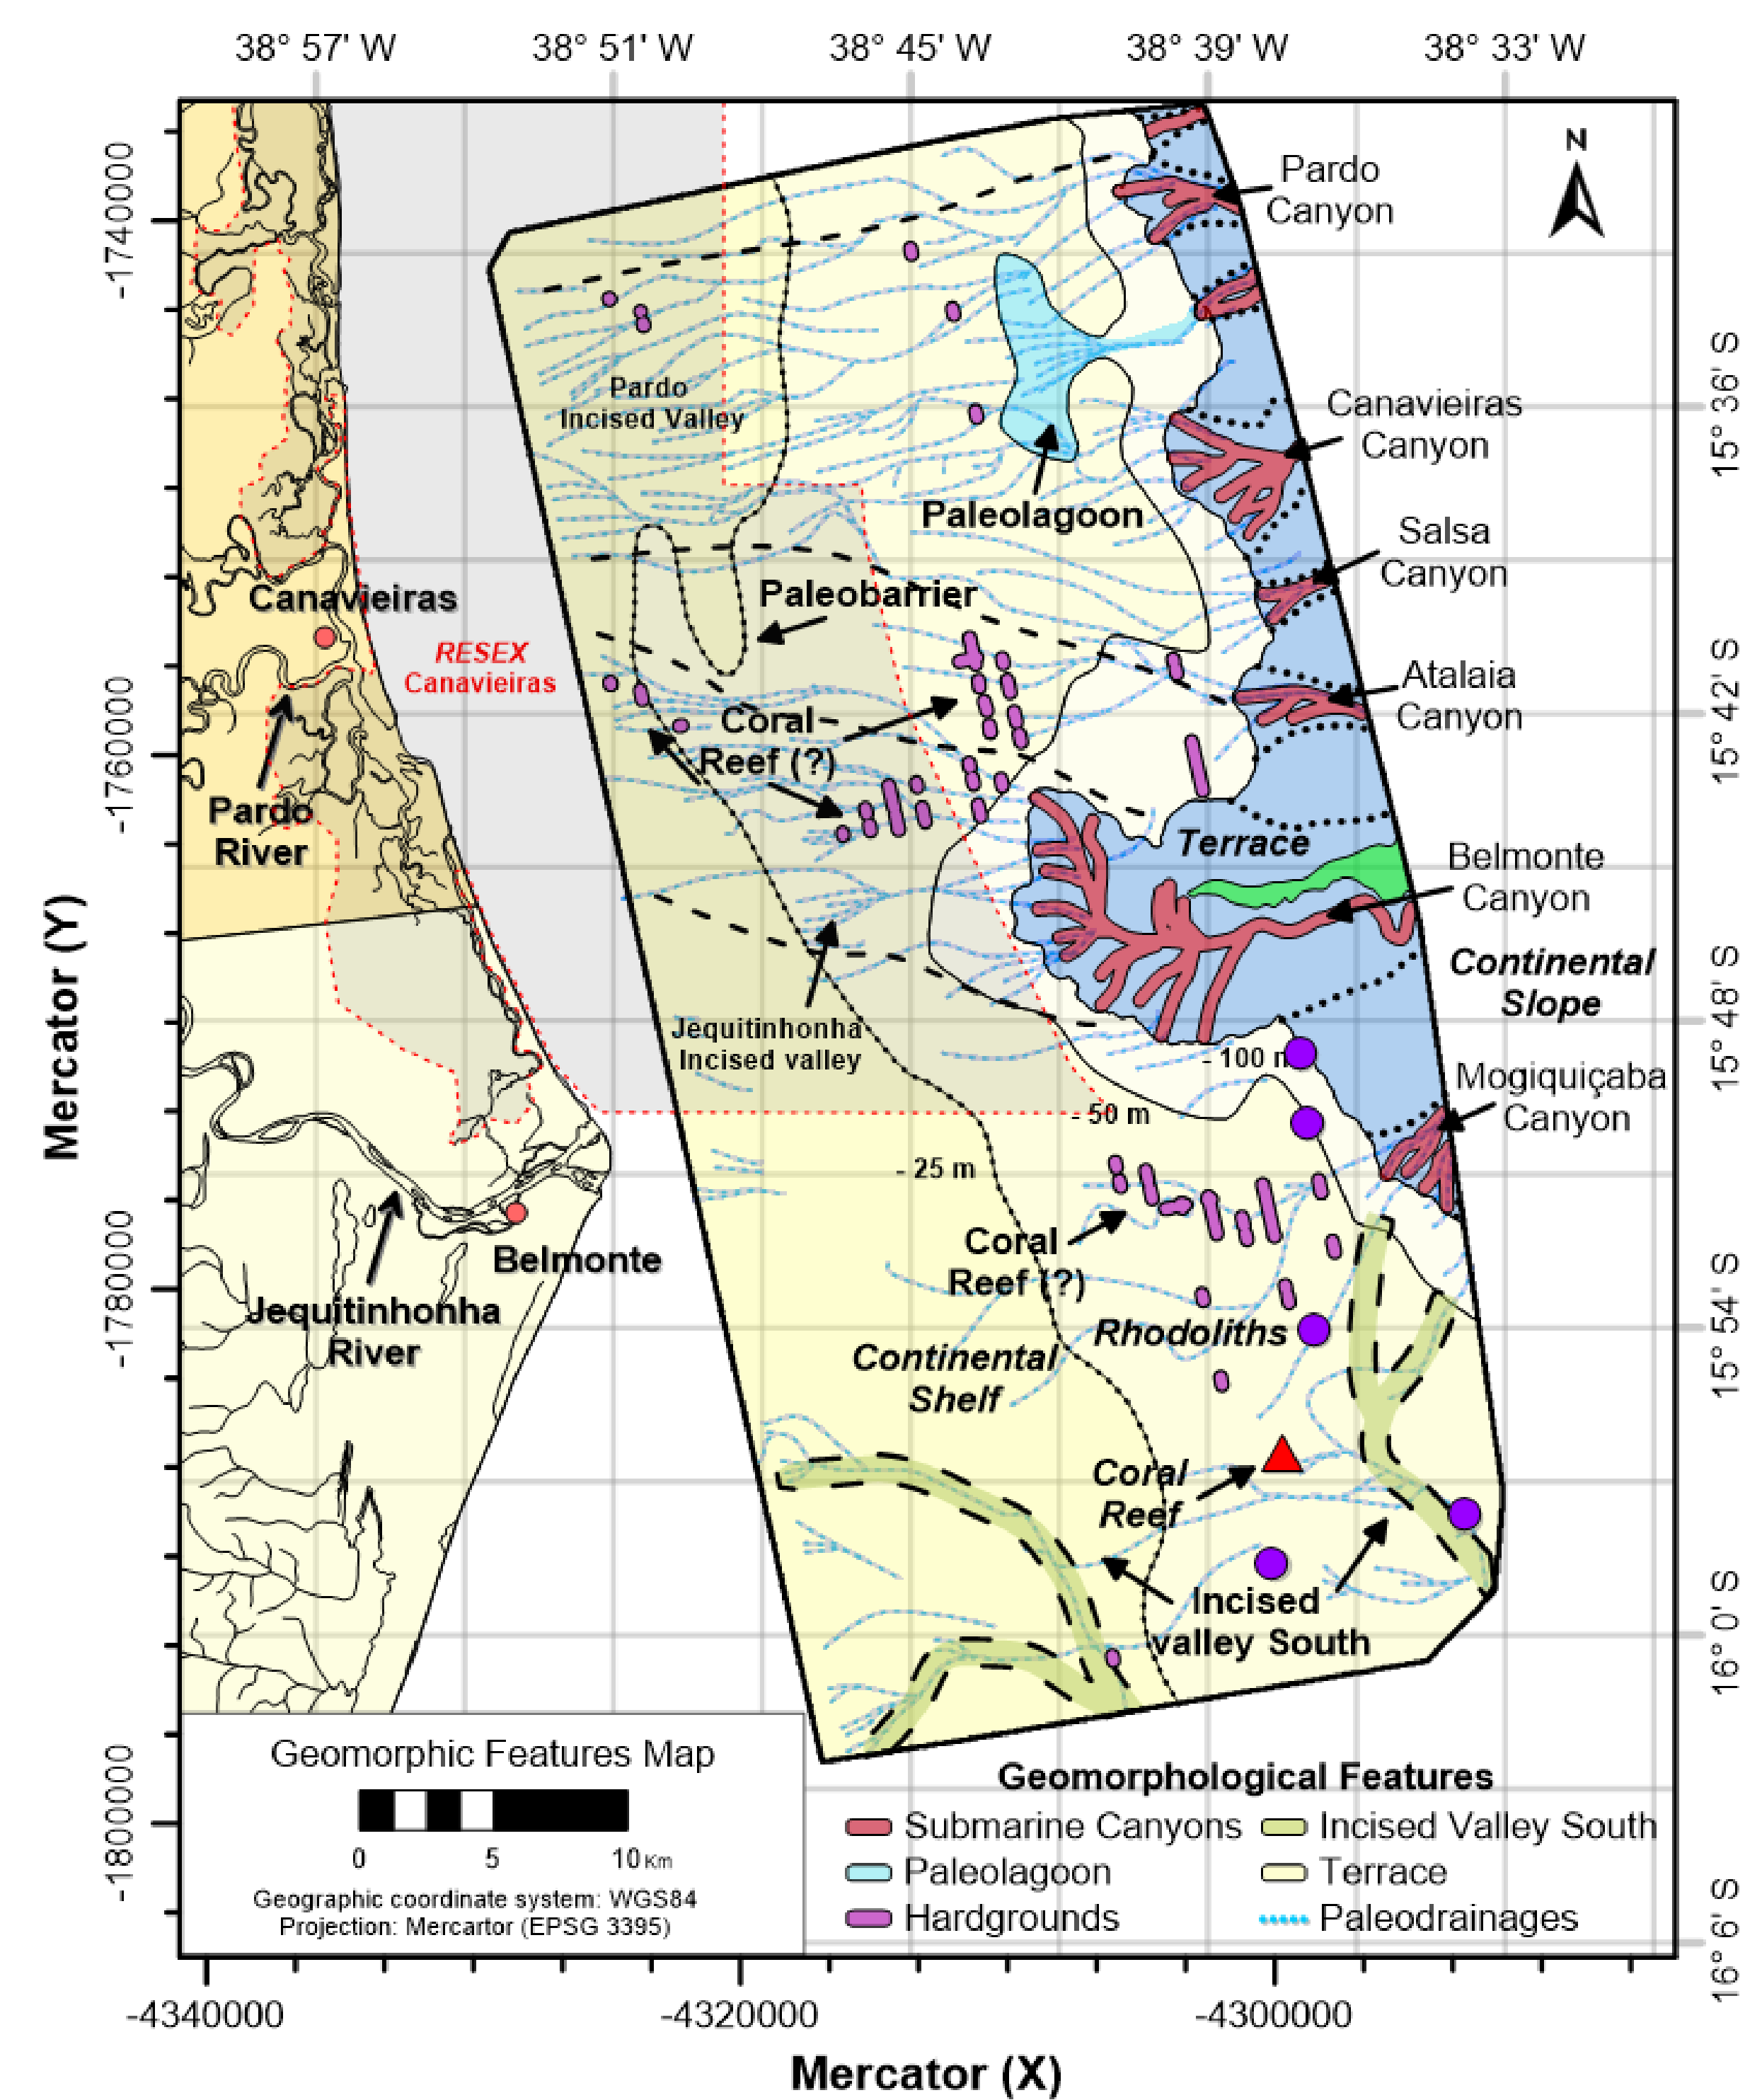 38° 57' W
38° 51' W
38° 45' W
38° 39' W
38° 33' W
N
Pardo
Canyon
-1740000
15° 36' S
Pardo
Incised Valley
Canavieiras
Canyon
Paleolagoon
Salsa
Canyon
Canavieiras
Paleobarrier
RESEX
Canavieiras
15° 42' S
Atalaia
Canyon
Coral
Reef (?)
-1760000
Pardo
River
Terrace
Belmonte
Canyon
Mercator (Y)
Continental
Slope
15° 48' S
Jequitinhonha
Incised valley
- 100 m
Mogiquiçaba
Canyon
- 50 m
- 25 m
Coral
Reef (?)
Belmonte
-1780000
15° 54' S
Jequitinhonha
River
Rhodoliths
Continental
Shelf
Coral
Reef
Incised
valley South
16° 0' S
Geomorphic Features Map
0 5 10 Km
Geographic coordinate system: WGS84
Projection: Mercartor (EPSG 3395)
-1800000
Geomorphological Features
Submarine Canyons
Incised Valley South
Paleolagoon
Terrace
Hardgrounds
Paleodrainages
16° 6' S
-4340000
-4320000
-4300000
Mercator (X)